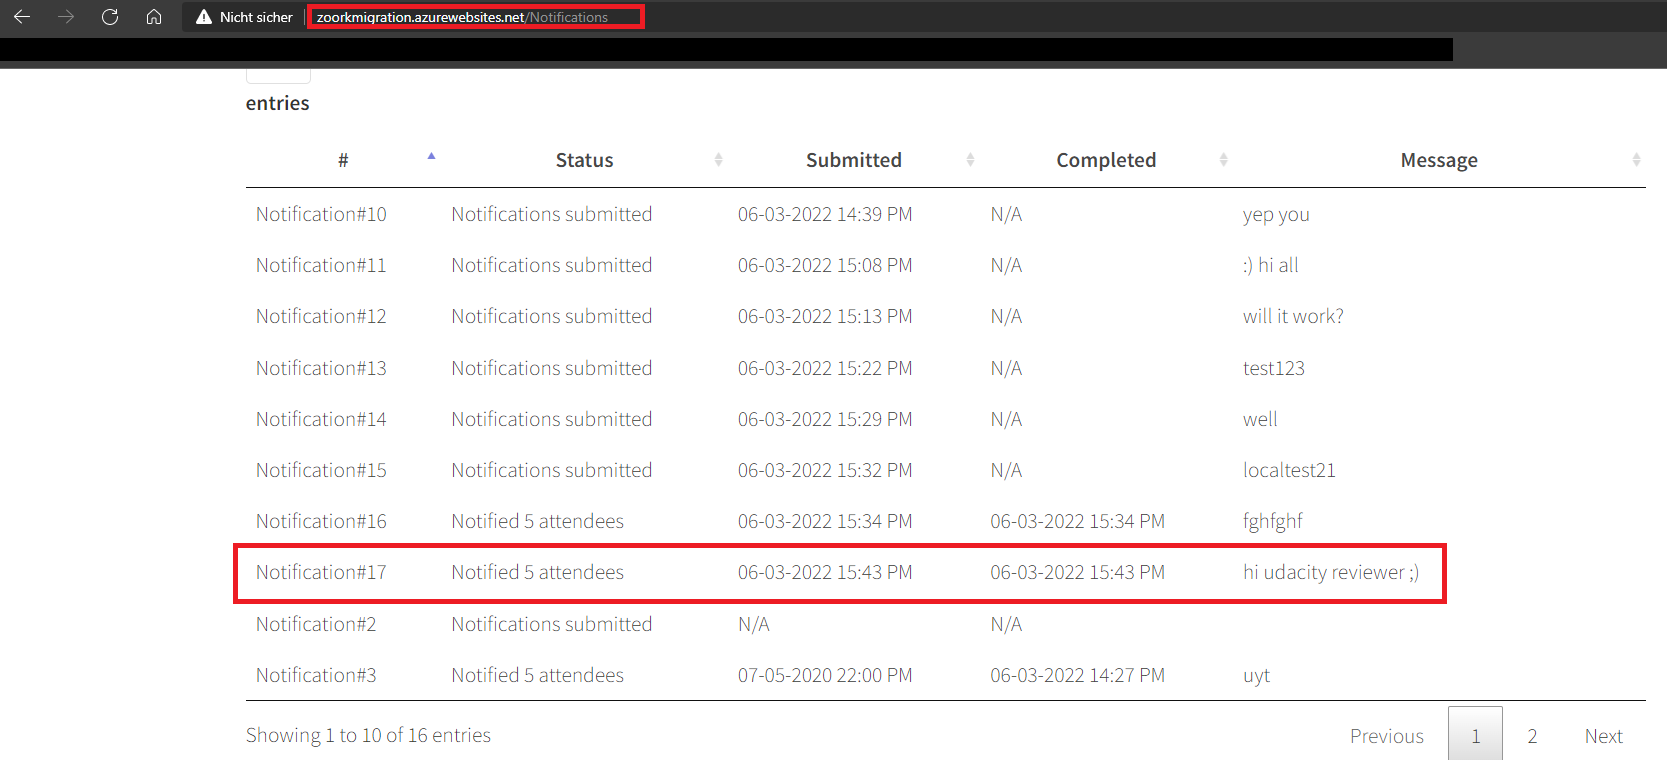 Nicht sicher zoorkmigration.azurewebsites.net/Notifications
entries
# Status Submitted Completed Message
Notification#10 Notifications submitted 06-03-2022 14:39 PM N/A yep you
Notification#11 Notifications submitted 06-03-2022 15:08 PM N/A :) hi all
Notification#12 Notifications submitted 06-03-2022 15:13 PM N/A will it work?
Notification#13 Notifications submitted 06-03-2022 15:22 PM N/A test123
Notification#14 Notifications submitted 06-03-2022 15:29 PM N/A well
Notification#15 Notifications submitted 06-03-2022 15:32 PM N/A localtest21
Notification#16 Notified 5 attendees 06-03-2022 15:34 PM 06-03-2022 15:34 PM fghfghf
Notification#17 Notified 5 attendees 06-03-2022 15:43 PM 06-03-2022 15:43 PM hi udacity reviewer ;)
Notification#2 Notifications submitted N/A N/A
Notification#3 Notified 5 attendees 07-05-2020 22:00 PM 06-03-2022 14:27 PM uyt
Showing 1 to 10 of 16 entries Previous 1 2 Next